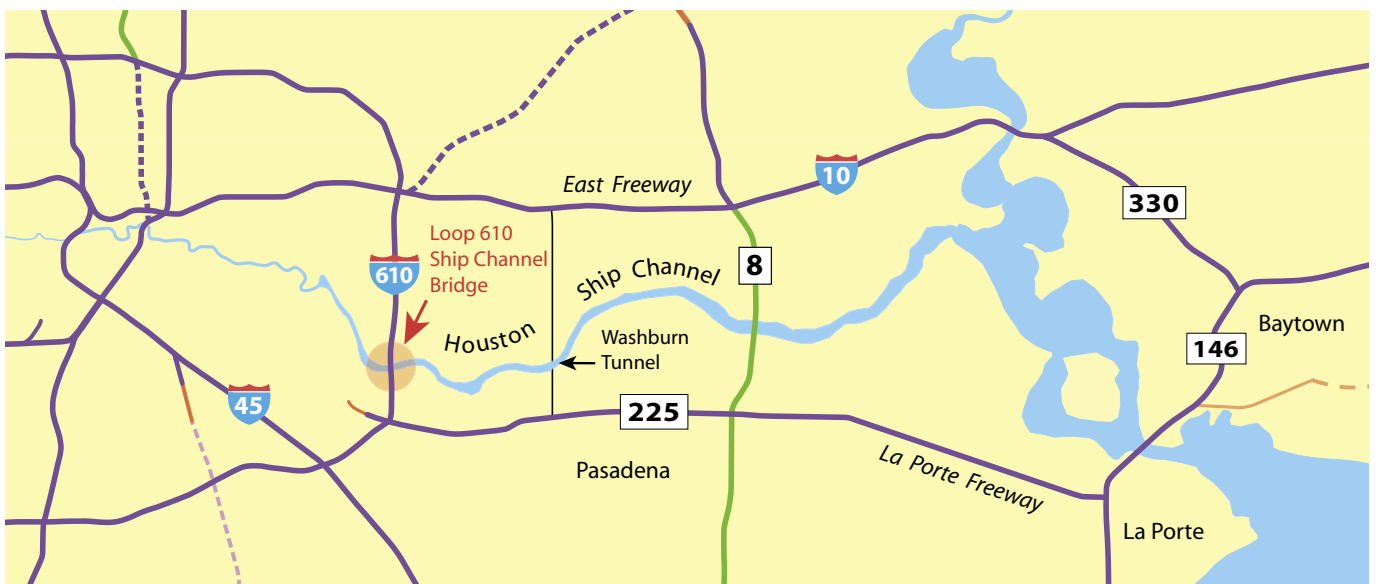 East Freeway
10
330
Loop 610
Ship Channel
Bridge
610
Ship Channel
8
Houston
Washburn
Tunnel
Baytown
146
45
225
Pasadena
La Porte Freeway
La Porte